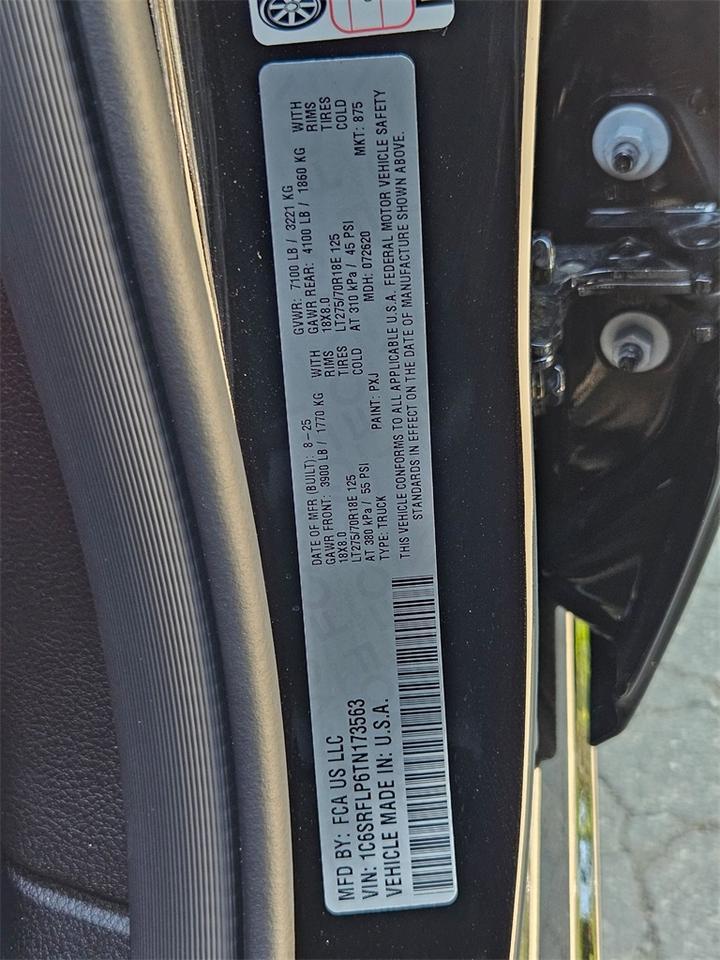 MFD BY: FCA US LLC
VIN: 1C6SRFLP6TN173563
VEHICLE MADE IN: U.S.A.
DATE OF MFR (BUILT): 8-25 GVWR: 7100 LB / 3221 KG
GAWR FRONT: 3900 LB / 1770 KG WITH GAWR REAR: 4100 LB / 1860 KG WITH
18X8.0 RIMS 18X8.0 RIMS
LT275/70R18E 125 TIRES LT275/70R18E 125 TIRES
AT 380 kPa / 55 PSI COLD AT 310 kPa / 45 PSI COLD
TYPE: TRUCK PAINT: PXJ MDH: 072620 MKT: 875
THIS VEHICLE CONFORMS TO ALL APPLICABLE U.S.A. FEDERAL MOTOR VEHICLE SAFETY
STANDARDS IN EFFECT ON THE DATE OF MANUFACTURE SHOWN ABOVE.